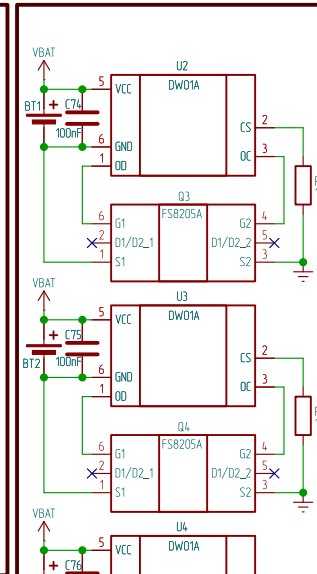 VBAT
U2
5 VCC DW01A
BT1 + C74
100nF
CS 2
6 GND
1 OD
OC 3
Q3
FS8205A
6 G1 G2 4
2 D1/D2_1 D1/D2_2 5
1 S1 S2 3
VBAT
U3
5 VCC DW01A
+ C75
BT2 100nF
CS 2
6 GND
1 OD
OC 3
Q4
FS8205A
6 G1 G2 4
2 D1/D2_1 D1/D2_2 5
1 S1 S2 3
VBAT
U4
5 VCC DW01A
+ C76